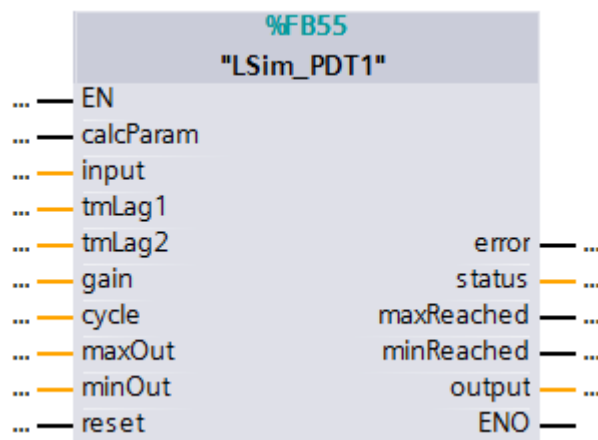 %FB55
"LSim_PDT1"
... EN
... calcParam
... input
... tmLag1
... tmLag2 error ...
... gain status ...
... cycle maxReached ...
... maxOut minReached ...
... minOut output ...
... reset ENO